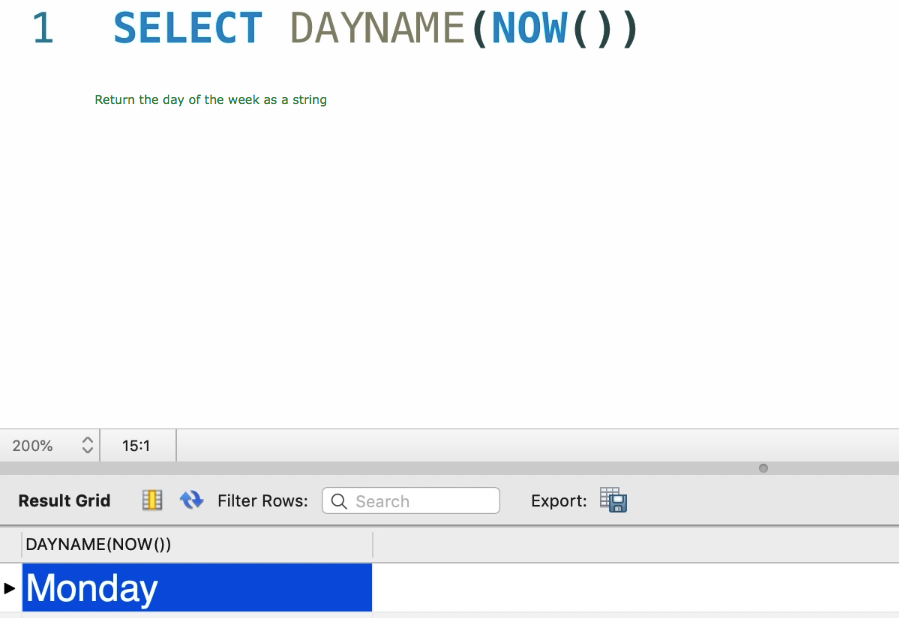 1 SELECT DAYNAME(NOW())
Return the day of the week as a string
200% 15:1
Result Grid Filter Rows: Search Export:
DAYNAME(NOW())
Monday